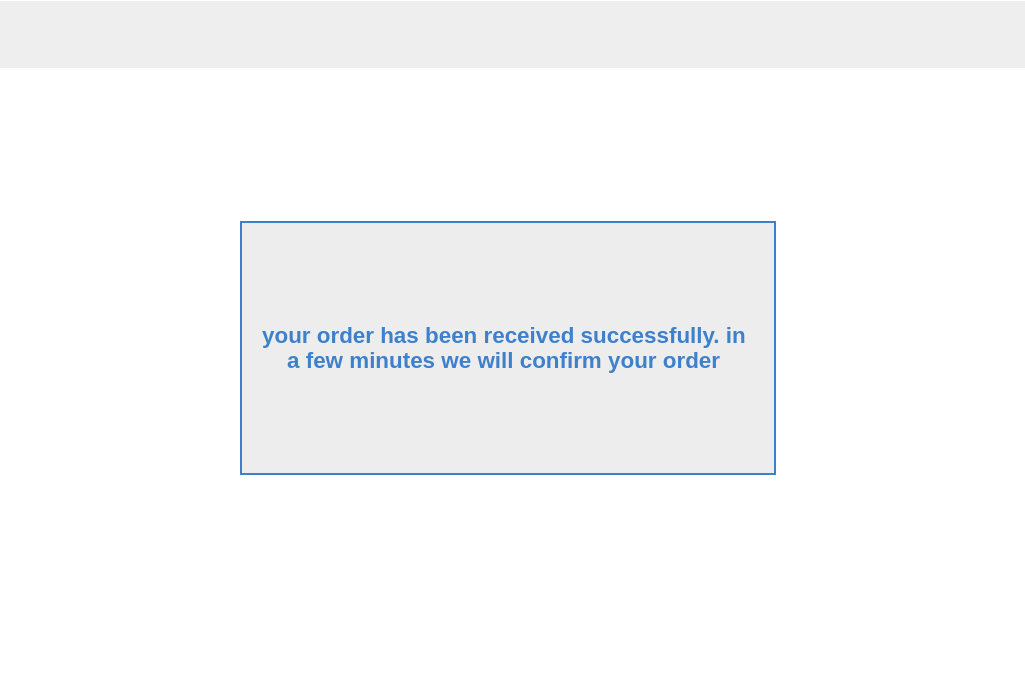 your order has been received successfully. in
a few minutes we will confirm your order